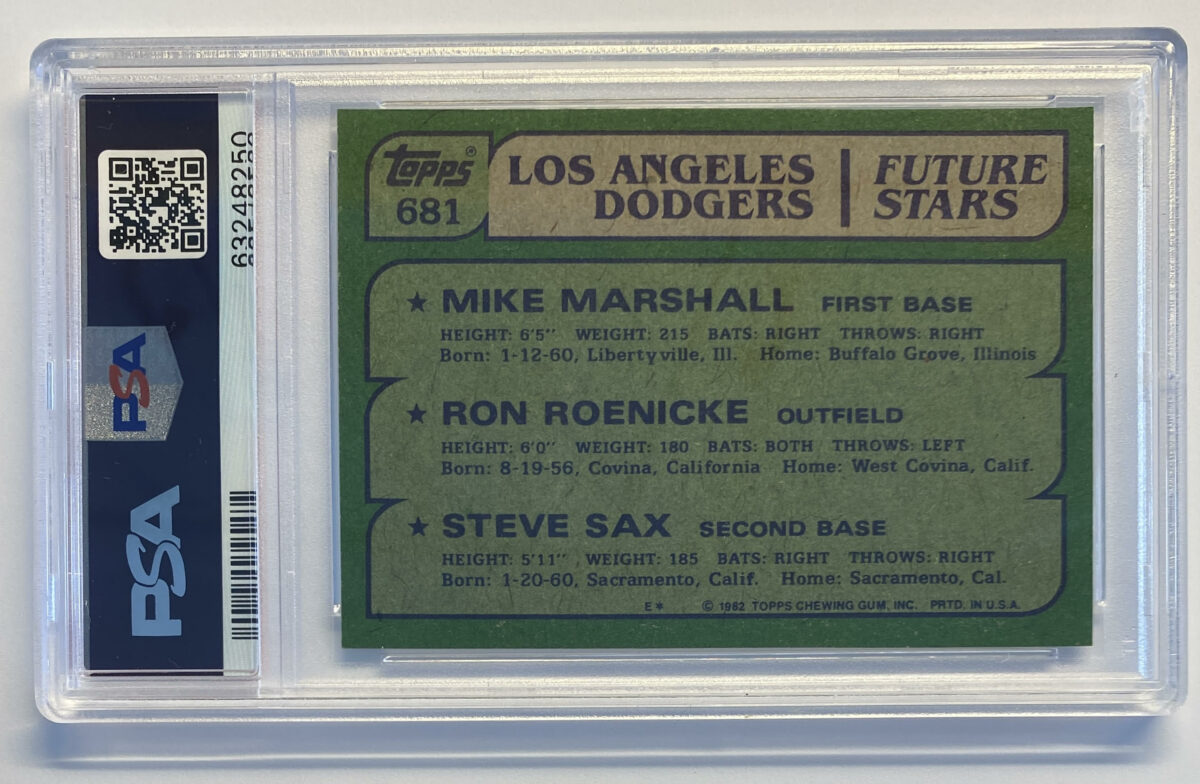 PSA
PSA
63248250
Topps®
681
LOS ANGELES
DODGERS
FUTURE
STARS
★ MIKE MARSHALL FIRST BASE
HEIGHT: 6'5" WEIGHT: 215 BATS: RIGHT THROWS: RIGHT
Born: 1-12-60, Libertyville, Ill. Home: Buffalo Grove, Illinois
★ RON ROENICKE OUTFIELD
HEIGHT: 6'0" WEIGHT: 180 BATS: BOTH THROWS: LEFT
Born: 8-19-56, Covina, California Home: West Covina, Calif.
★ STEVE SAX SECOND BASE
HEIGHT: 5'11" WEIGHT: 185 BATS: RIGHT THROWS: RIGHT
Born: 1-20-60, Sacramento, Calif. Home: Sacramento, Cal.
E* © 1982 TOPPS CHEWING GUM, INC. PRTD. IN U.S.A.